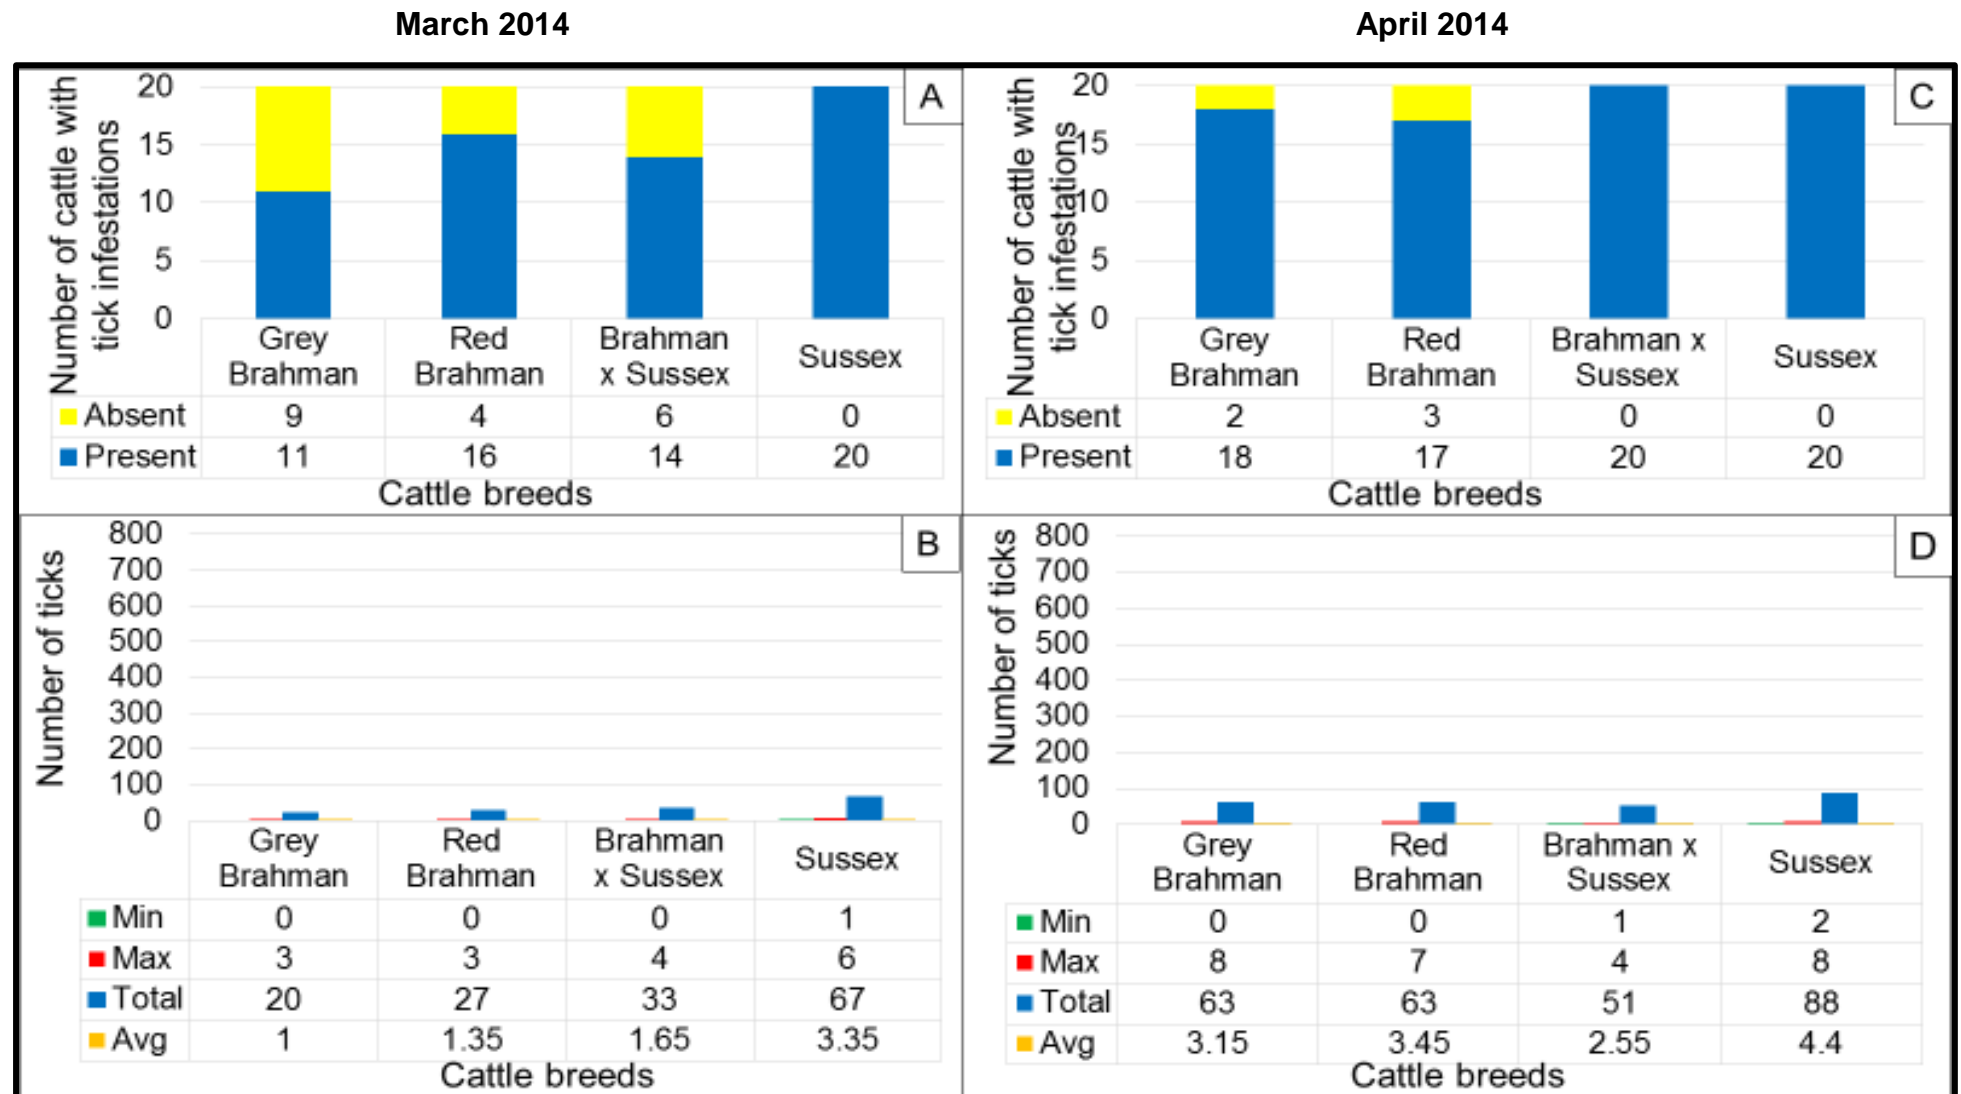 March 2014
April 2014
A
Number of cattle with
tick infestations
20
15
10
5
0
Grey Brahman Red Brahman Brahman x Sussex Sussex
Absent 9 4 6 0
Present 11 16 14 20
Cattle breeds
C
Number of cattle with
tick infestations
20
15
10
5
0
Grey Brahman Red Brahman Brahman x Sussex Sussex
Absent 2 3 0 0
Present 18 17 20 20
Cattle breeds
B
Number of ticks
800
700
600
500
400
300
200
100
0
Grey Brahman Red Brahman Brahman x Sussex Sussex
Min 0 0 0 1
Max 3 3 4 6
Total 20 27 33 67
Avg 1 1.35 1.65 3.35
Cattle breeds
D
Number of ticks
800
700
600
500
400
300
200
100
0
Grey Brahman Red Brahman Brahman x Sussex Sussex
Min 0 0 1 2
Max 8 7 4 8
Total 63 63 51 88
Avg 3.15 3.45 2.55 4.4
Cattle breeds